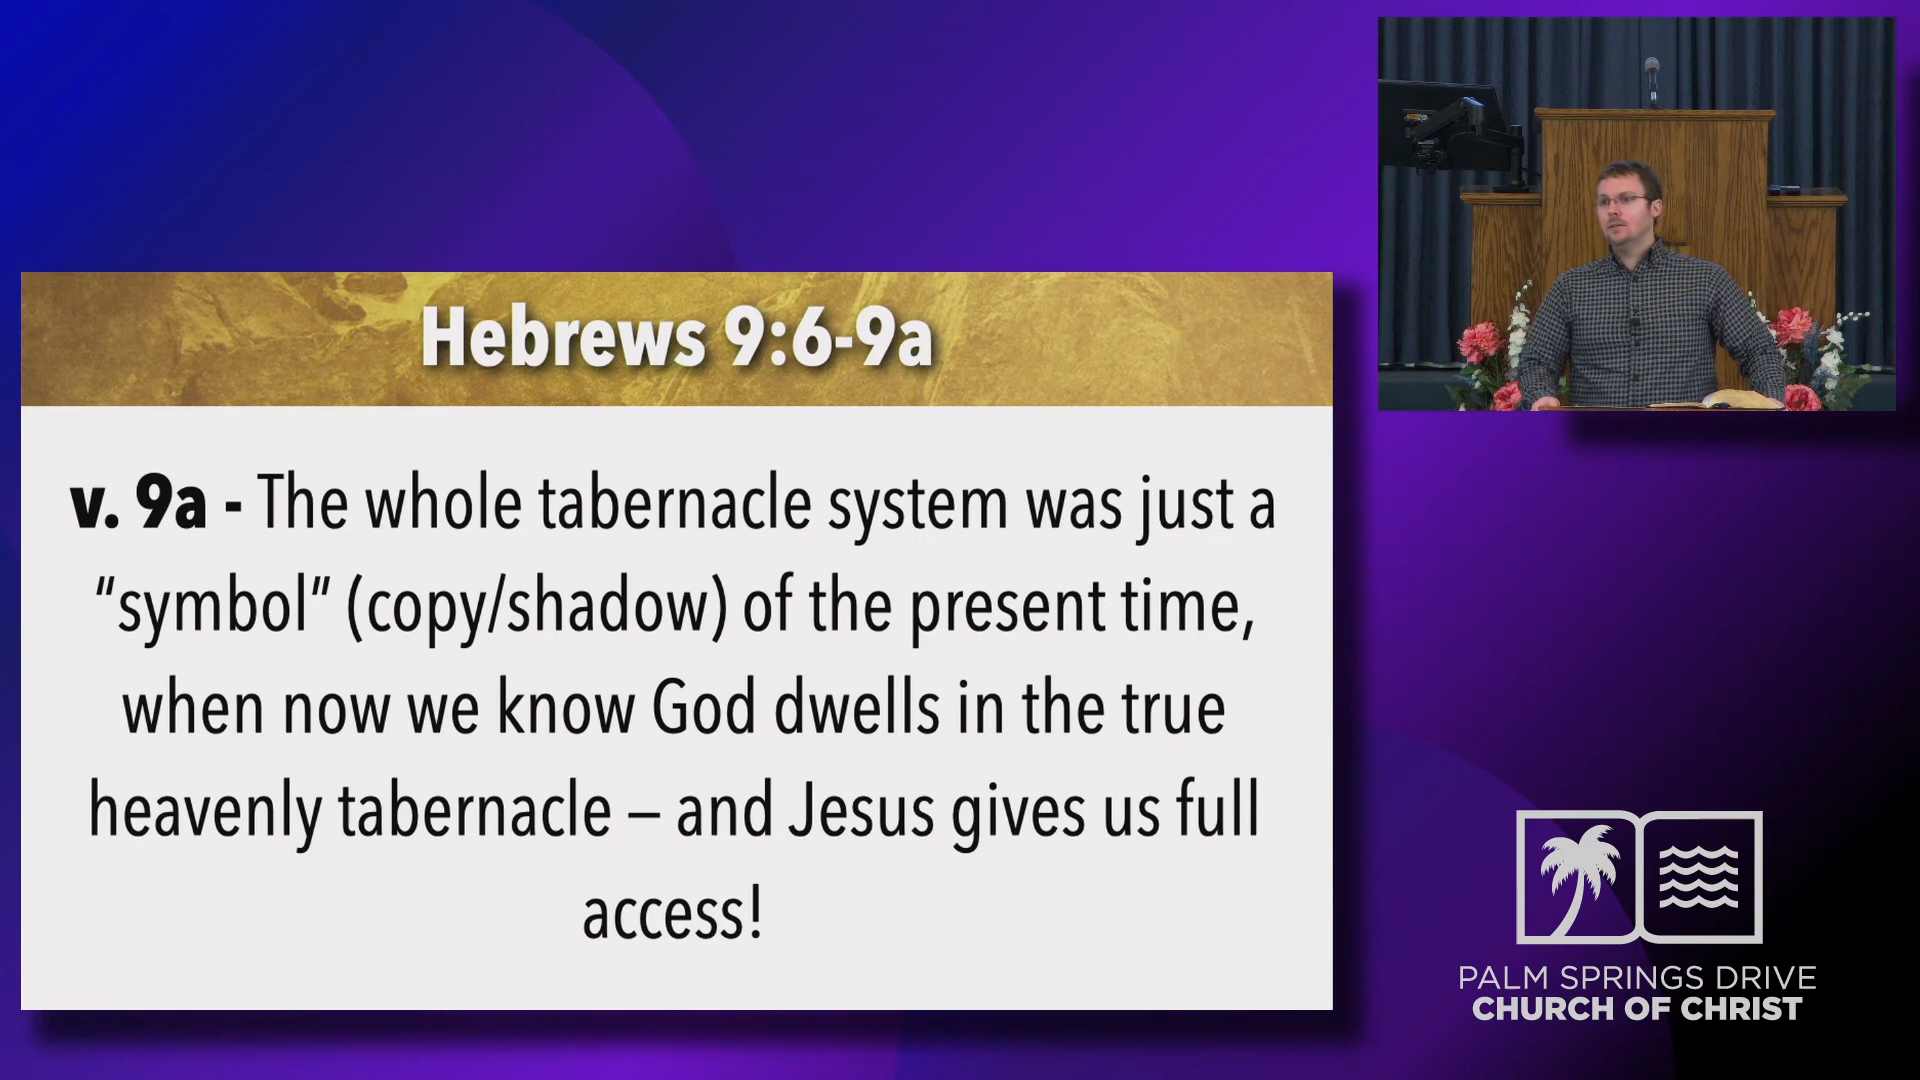 Hebrews 9:6-9a
v. 9a - The whole tabernacle system was just a
“symbol” (copy/shadow) of the present time,
when now we know God dwells in the true
heavenly tabernacle – and Jesus gives us full
access!
PALM SPRINGS DRIVE
CHURCH OF CHRIST